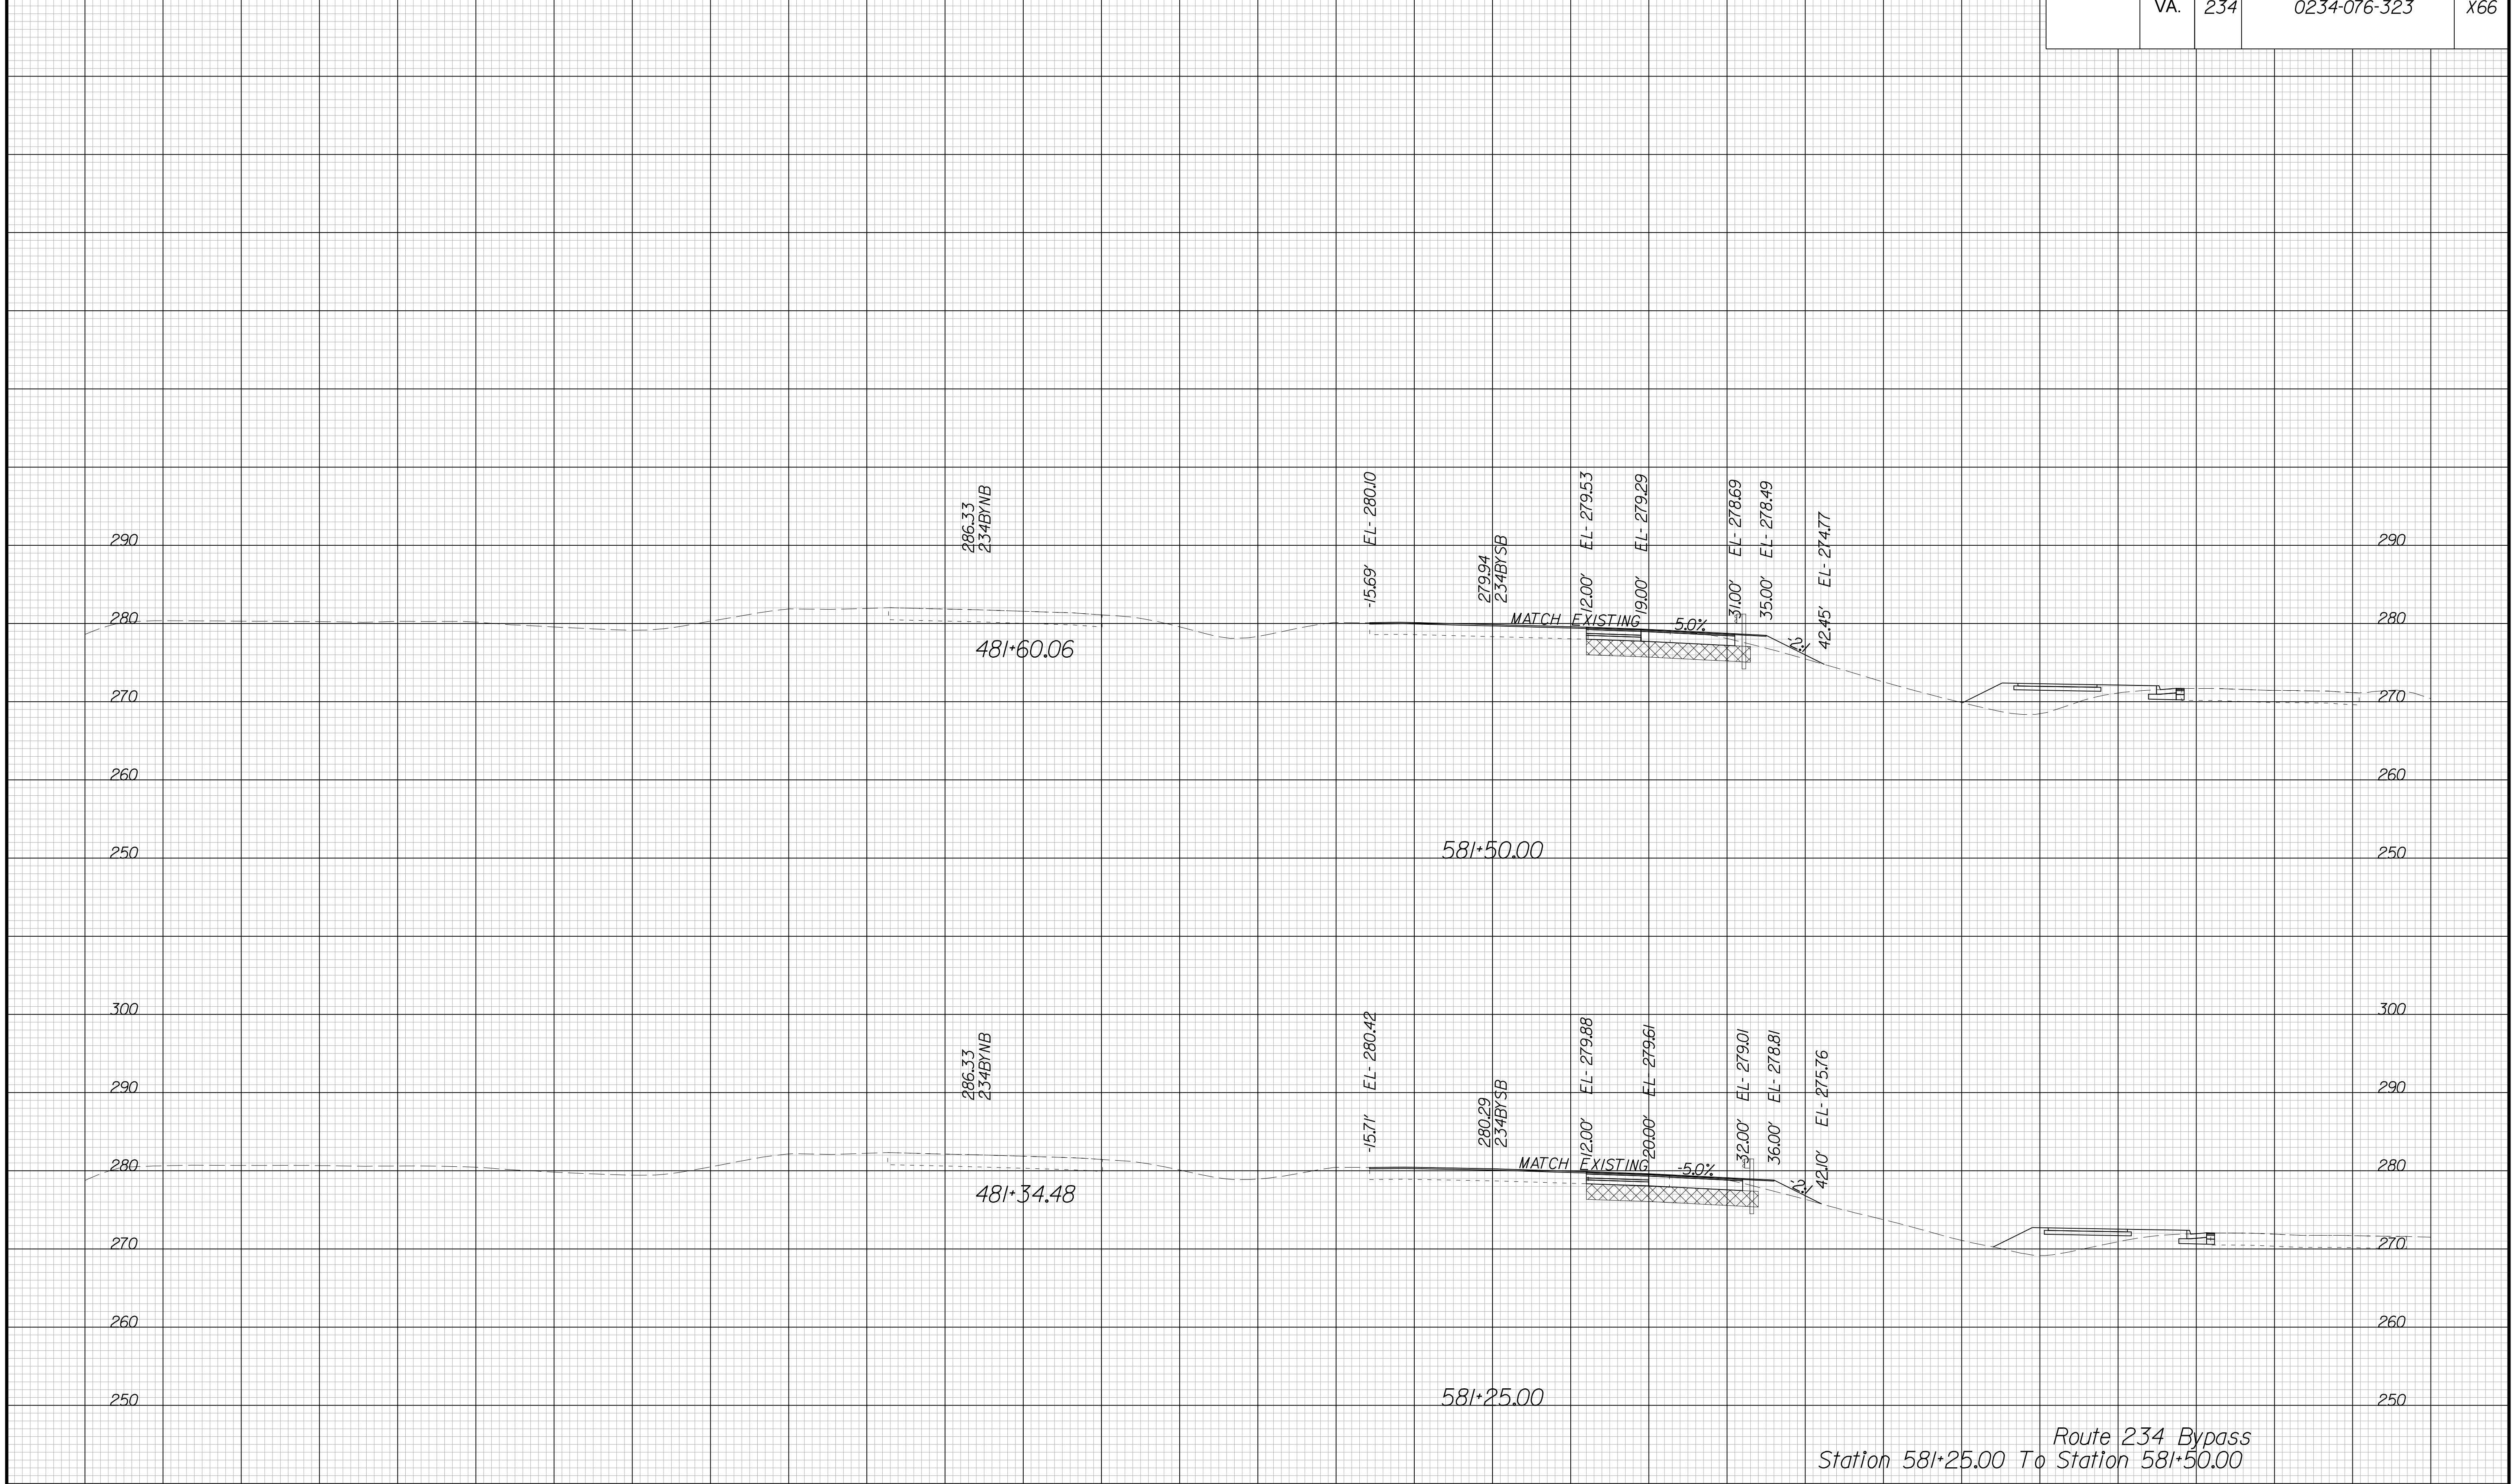 VA. 234 0234-076-323 X66
286.33
234BYNB
-15.69' EL- 280.10
279.94
234BYSB
12.00' EL- 279.53
19.00' EL- 279.29
31.00' EL- 278.69
35.00' EL- 278.49
42.45' EL- 274.77
290 290
280 MATCH EXISTING -5.0% 280
-2:1
481+60.06
270 270
260 260
250 581+50.00 250
300 300
286.33
234BYNB
-15.71' EL- 280.42
280.29
234BYSB
12.00' EL- 279.88
20.00' EL- 279.61
32.00' EL- 279.01
36.00' EL- 278.81
42.10' EL- 275.76
290 290
280 MATCH EXISTING -5.0% 280
-2:1
481+34.48
270 270
260 260
250 581+25.00 250
Route 234 Bypass
Station 581+25.00 To Station 581+50.00